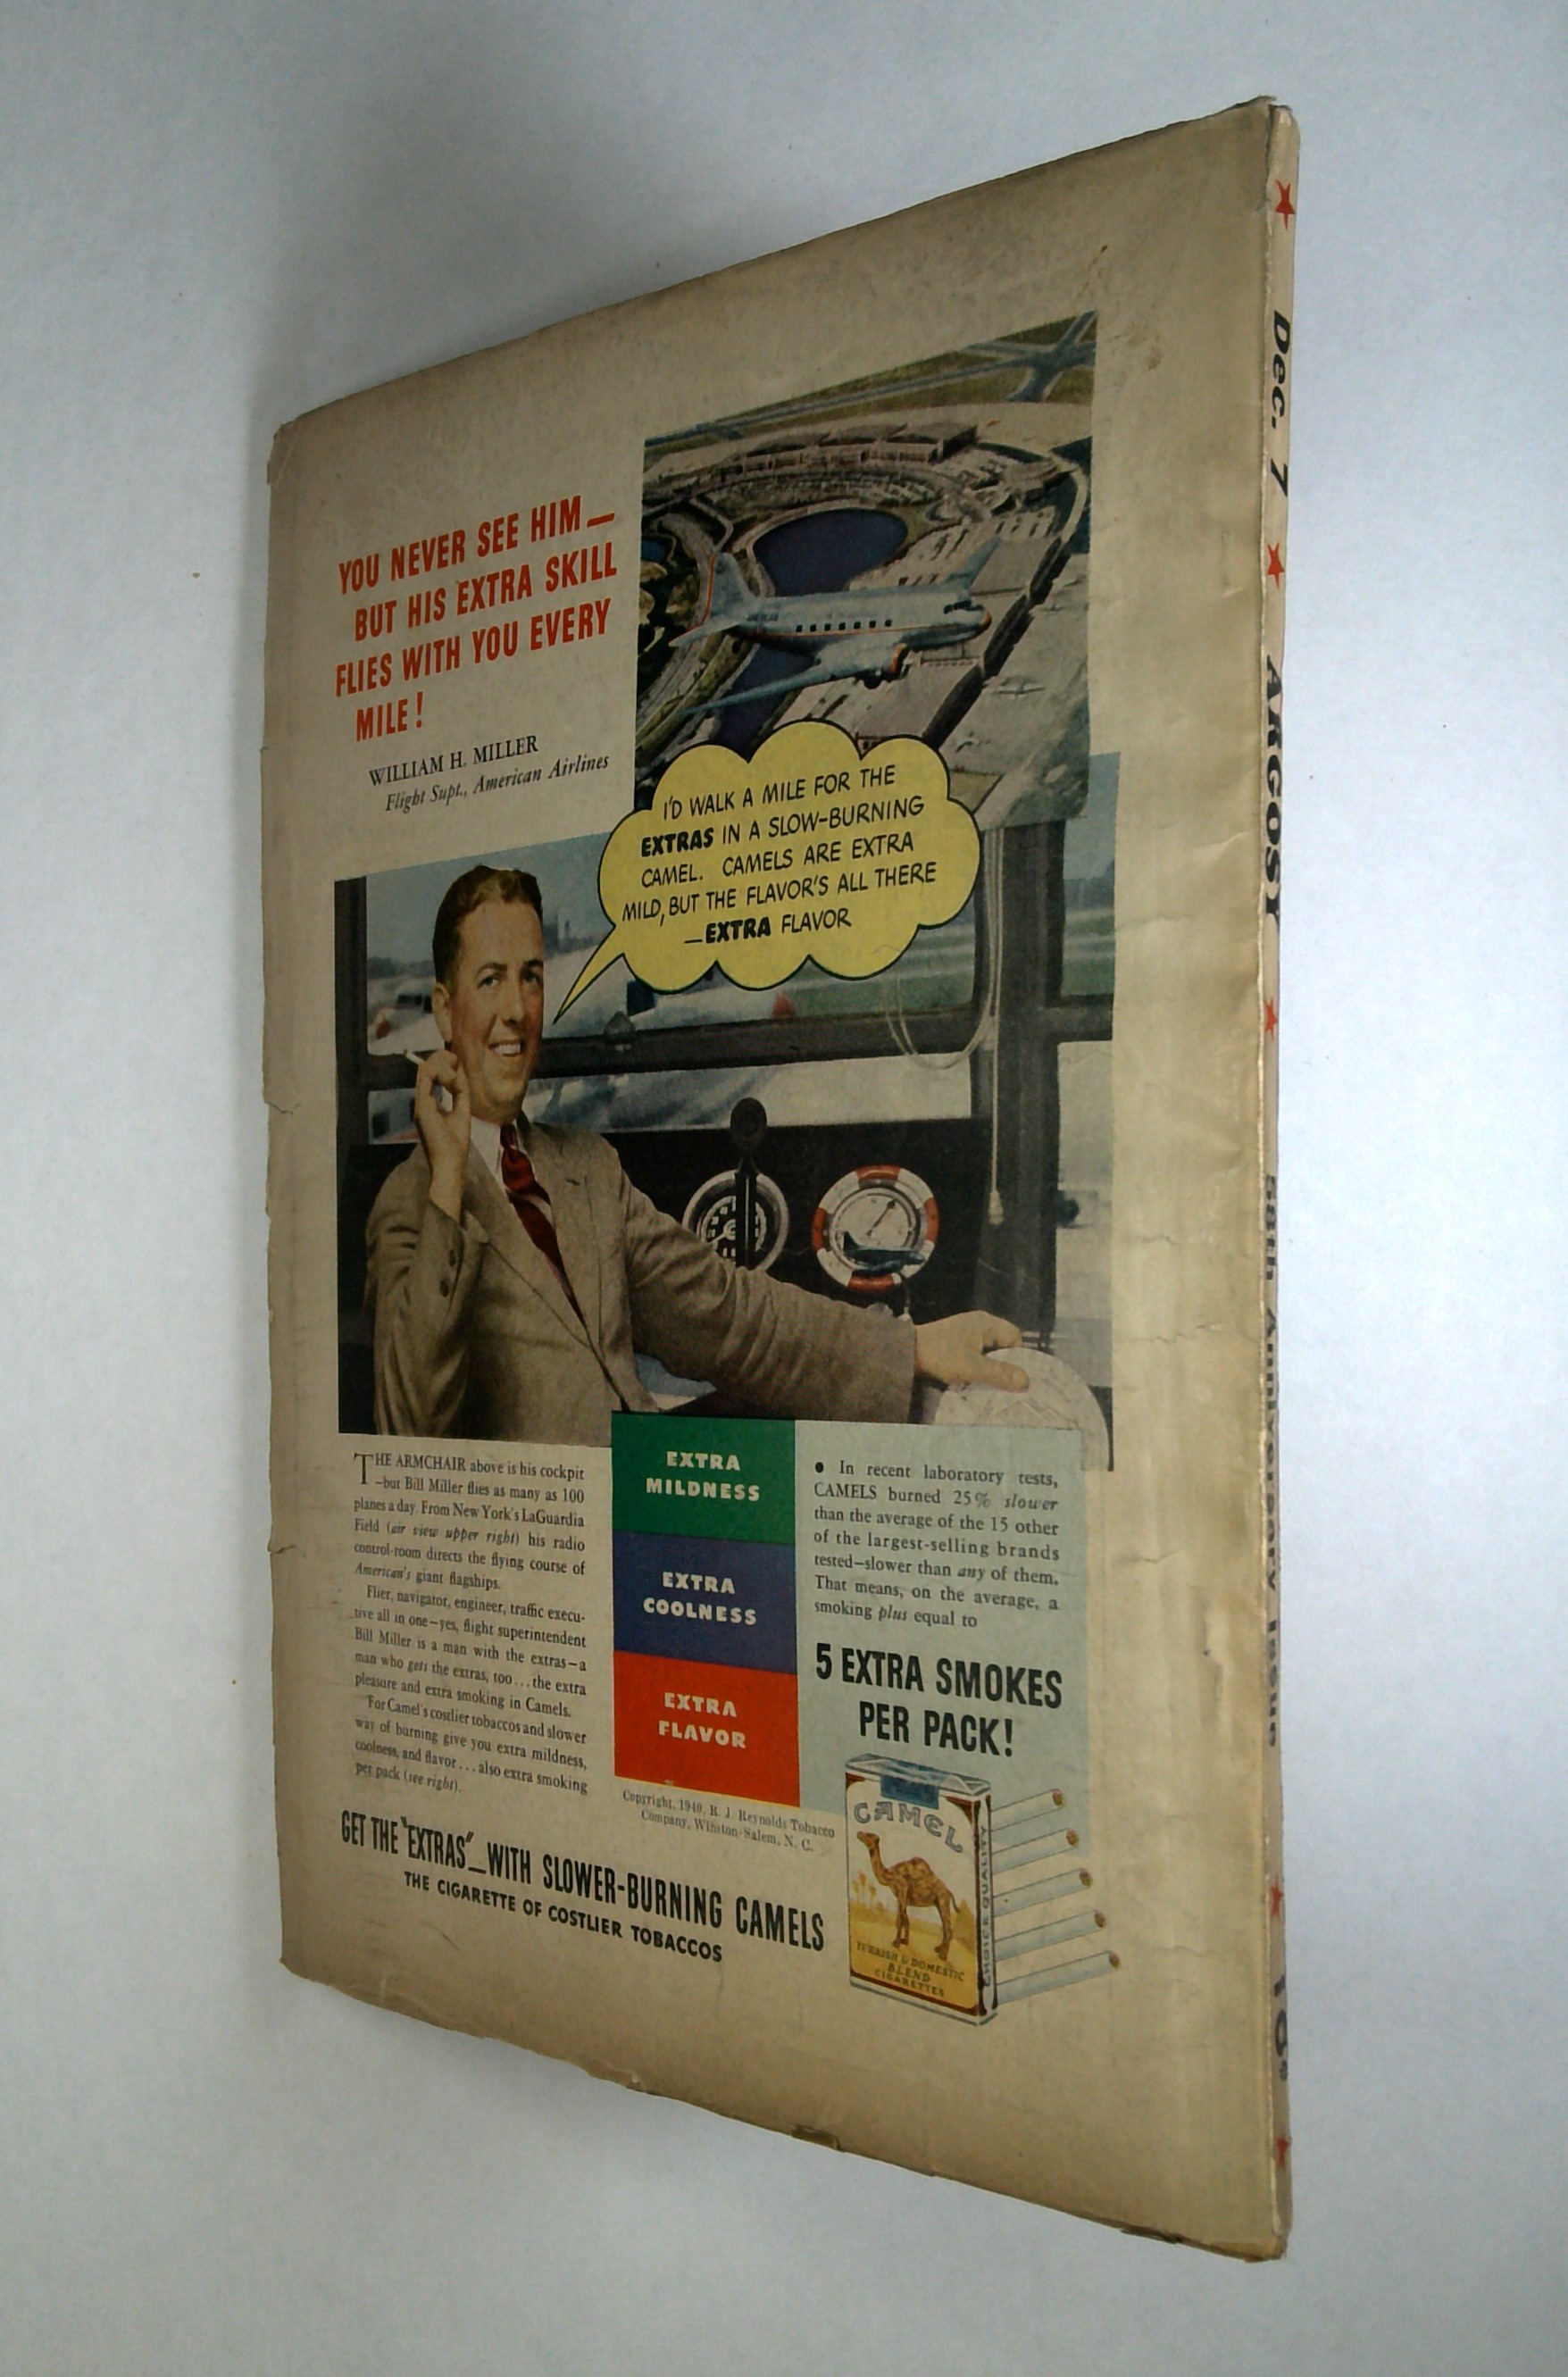 YOU NEVER SEE HIM—
BUT HIS EXTRA SKILL
FLIES WITH YOU EVERY
MILE!
WILLIAM H. MILLER
Flight Supt., American Airlines
AMERICAN
I'D WALK A MILE FOR THE
EXTRAS IN A SLOW-BURNING
CAMEL. CAMELS ARE EXTRA
MILD, BUT THE FLAVOR'S ALL THERE
—EXTRA FLAVOR
THE ARMCHAIR above is his cockpit
—but Bill Miller flies as many as 100
planes a day. From New York's LaGuardia
Field (air view upper right) his radio
control-room directs the flying course of
American's giant flagships.
Flier, navigator, engineer, traffic execu-
tive all in one—yes, flight superintendent
Bill Miller is a man with the extras—a
man who gets the extras, too...the extra
pleasure and extra smoking in Camels.
For Camel's costlier tobaccos and slower
way of burning give you extra mildness,
coolness, and flavor...also extra smoking
per pack (see right).
EXTRA
MILDNESS
EXTRA
COOLNESS
EXTRA
FLAVOR
Copyright, 1940, R. J. Reynolds Tobacco
Company, Winston-Salem, N. C.
● In recent laboratory tests,
CAMELS burned 25% slower
than the average of the 15 other
of the largest-selling brands
tested—slower than any of them.
That means, on the average, a
smoking plus equal to
5 EXTRA SMOKES
PER PACK!
GET THE "EXTRAS"—WITH SLOWER-BURNING CAMELS
THE CIGARETTE OF COSTLIER TOBACCOS
CAMEL
TURKISH & DOMESTIC
BLEND
CIGARETTES
CHOICE QUALITY
★ Dec. 7 ★ ARGOSY ★ 58th Anniversary Issue ★ 10¢ ★